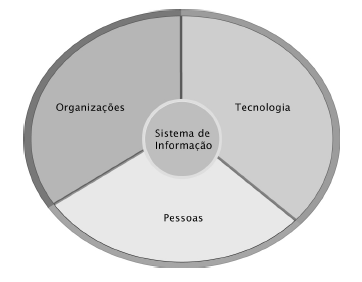 Organizações
Tecnologia
Sistema de
Informação
Pessoas